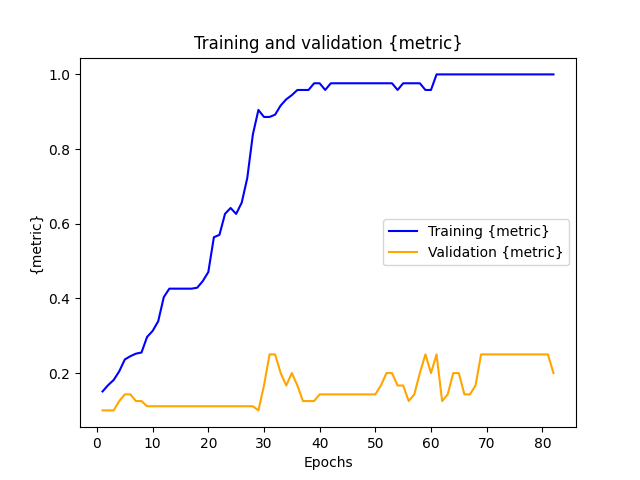 Training and validation {metric}
1.0
0.8
0.6
0.4
0.2
{metric}
Training {metric}
Validation {metric}
0 10 20 30 40 50 60 70 80
Epochs